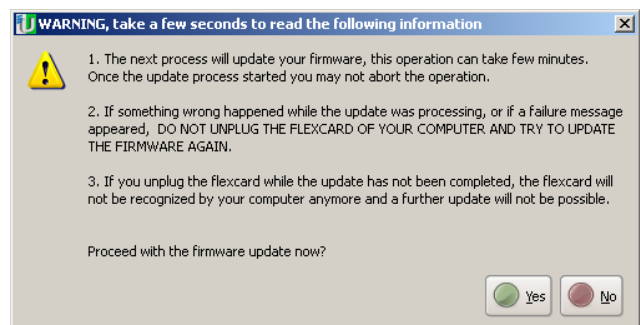 WARNING, take a few seconds to read the following information
1. The next process will update your firmware, this operation can take few minutes.
Once the update process started you may not abort the operation.
2. If something wrong happened while the update was processing, or if a failure message
appeared, DO NOT UNPLUG THE FLEXCARD OF YOUR COMPUTER AND TRY TO UPDATE
THE FIRMWARE AGAIN.
3. If you unplug the flexcard while the update has not been completed, the flexcard will
not be recognized by your computer anymore and a further update will not be possible.
Proceed with the firmware update now?
Yes No